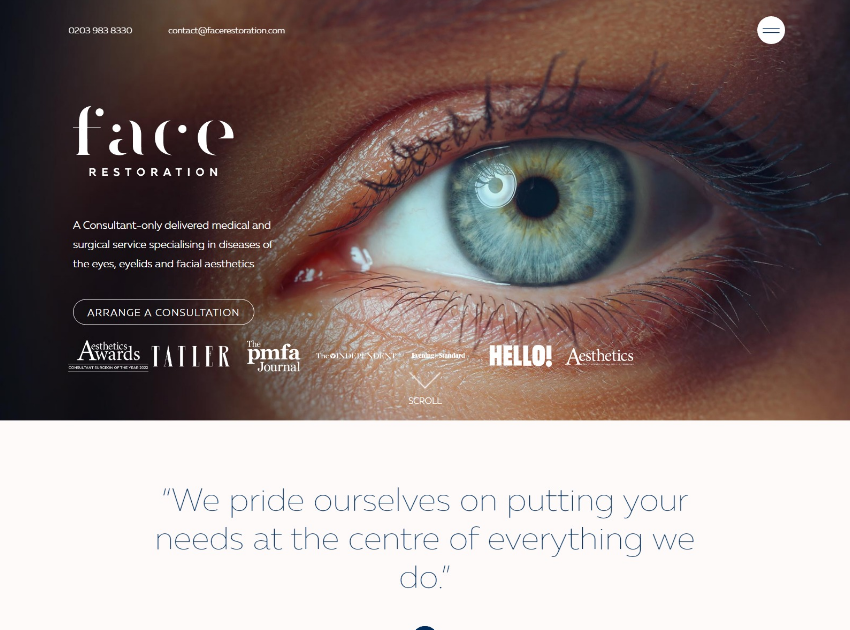 0203 983 8330
contact@facerestoration.com
face
RESTORATION
A Consultant-only delivered medical and
surgical service specialising in diseases of
the eyes, eyelids and facial aesthetics
ARRANGE A CONSULTATION
Aesthetics
Awards
CONSULTANT SURGEON OF THE YEAR 2022
TATLER
The
pmfa
Journal
The INDEPENDENT
Evening Standard
HELLO!
Aesthetics
SCROLL
“We pride ourselves on putting your
needs at the centre of everything we
do.”